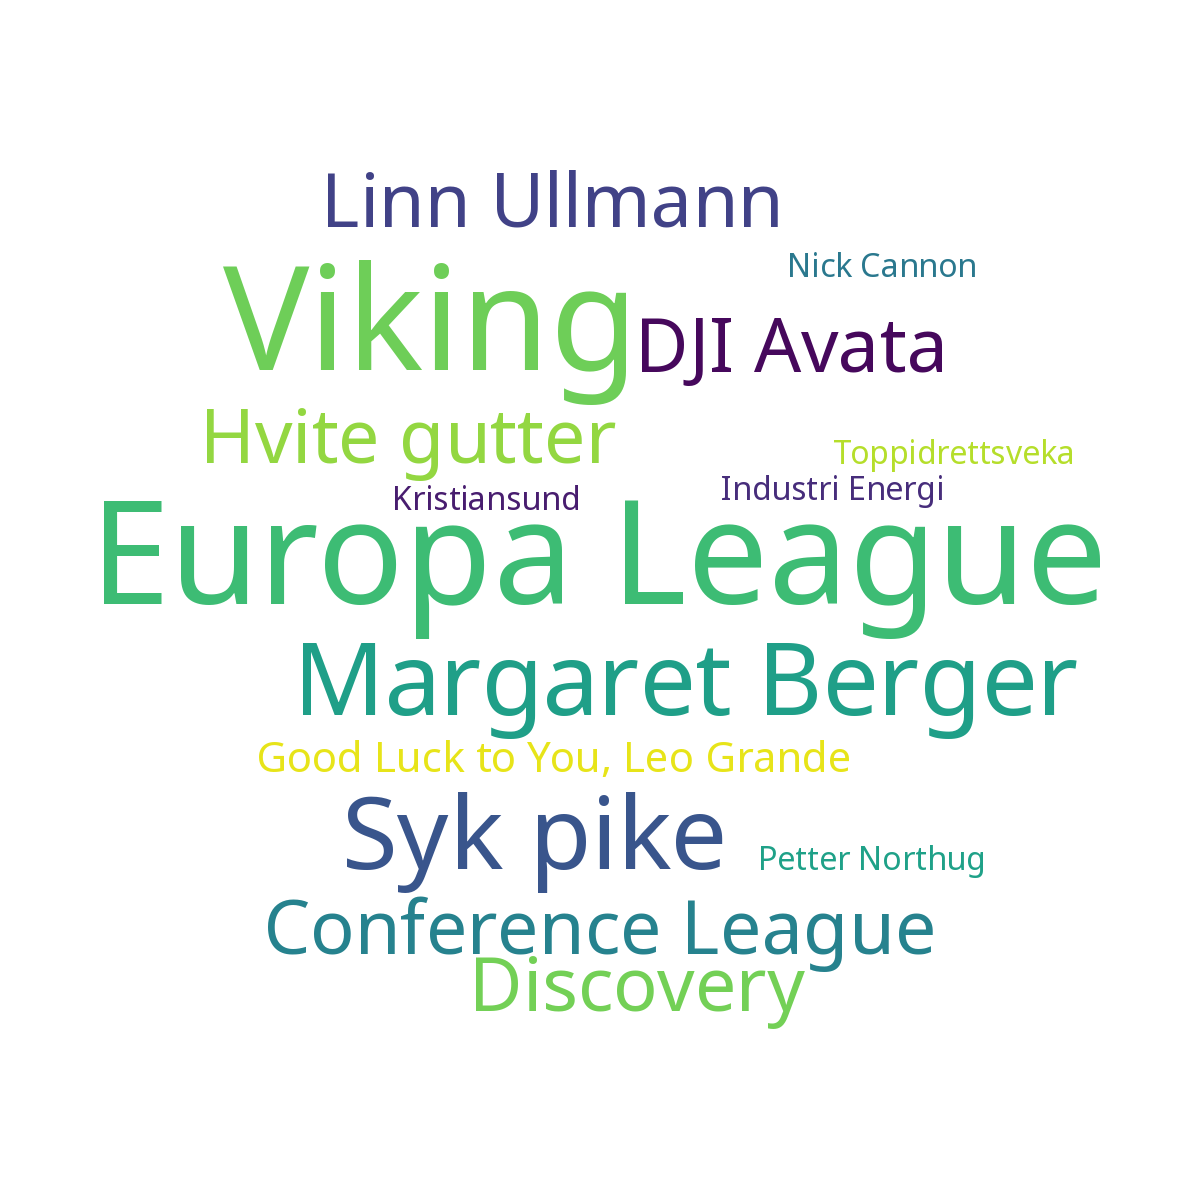 Linn Ullmann
Nick Cannon
Viking
DJI Avata
Hvite gutter
Toppidrettsveka
Kristiansund
Industri Energi
Europa League
Margaret Berger
Good Luck to You, Leo Grande
Syk pike
Petter Northug
Conference League
Discovery